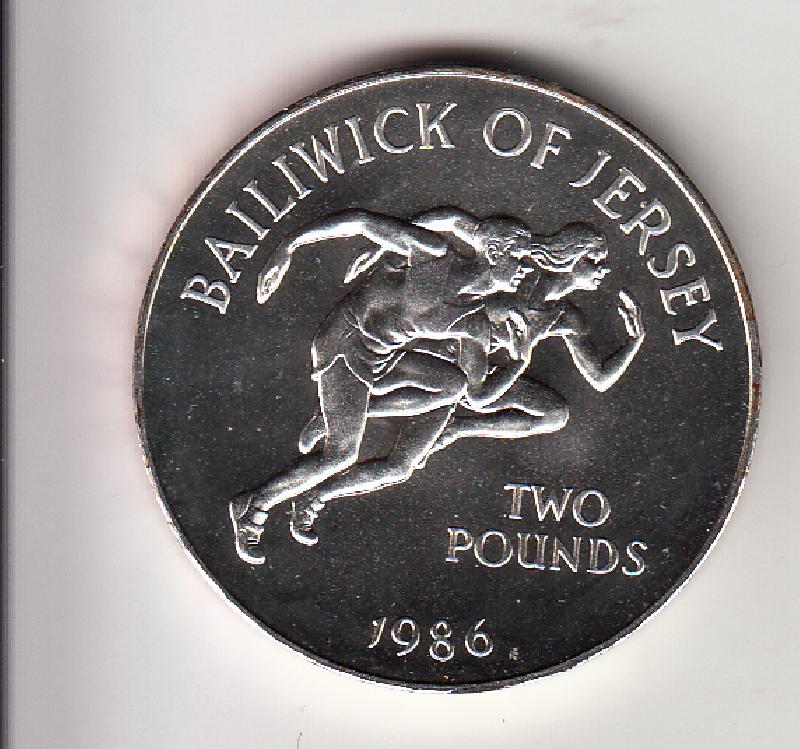 BAILIWICK OF JERSEY
TWO
POUNDS
1986